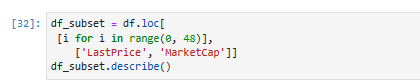 [32]: df_subset = df.loc[
[i for i in range(0, 48)],
['LastPrice', 'MarketCap']]
df_subset.describe()